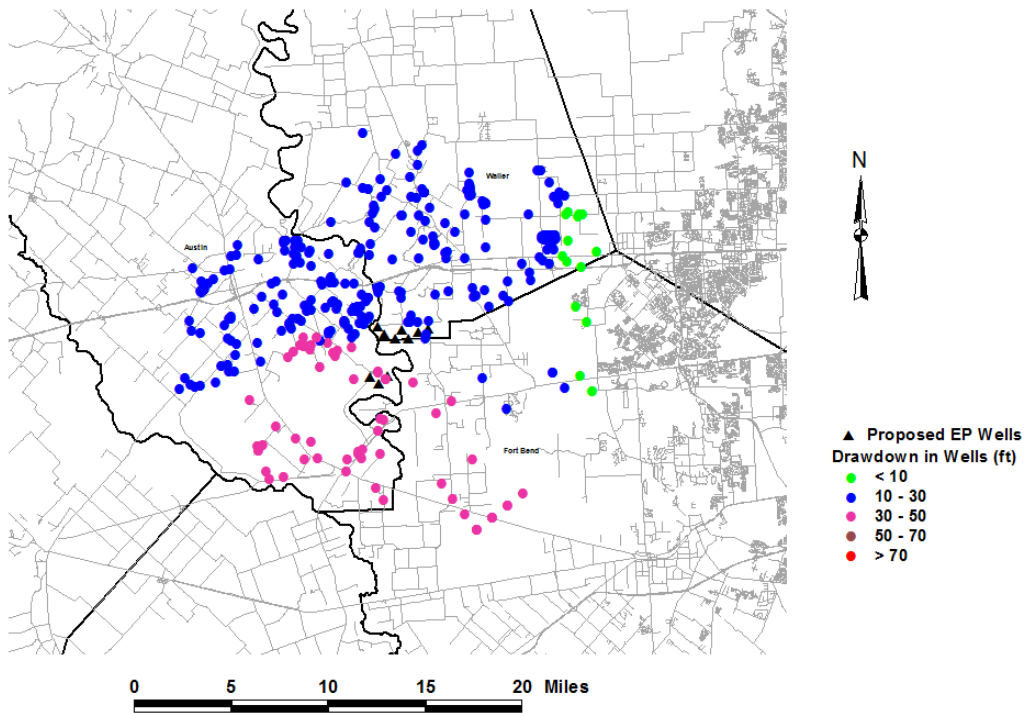 Waller
N
Austin
Fort Bend
Proposed EP Wells
Drawdown in Wells (ft)
< 10
10 - 30
30 - 50
50 - 70
> 70
0 5 10 15 20 Miles